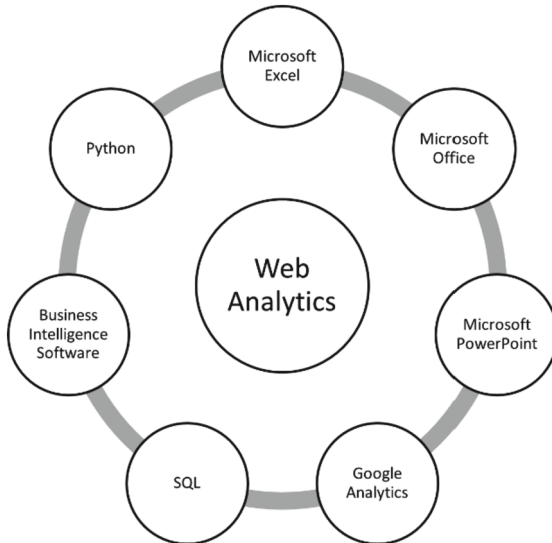 Microsoft
Excel
Microsoft
Office
Microsoft
PowerPoint
Google
Analytics
SQL
Business
Intelligence
Software
Python
Web
Analytics